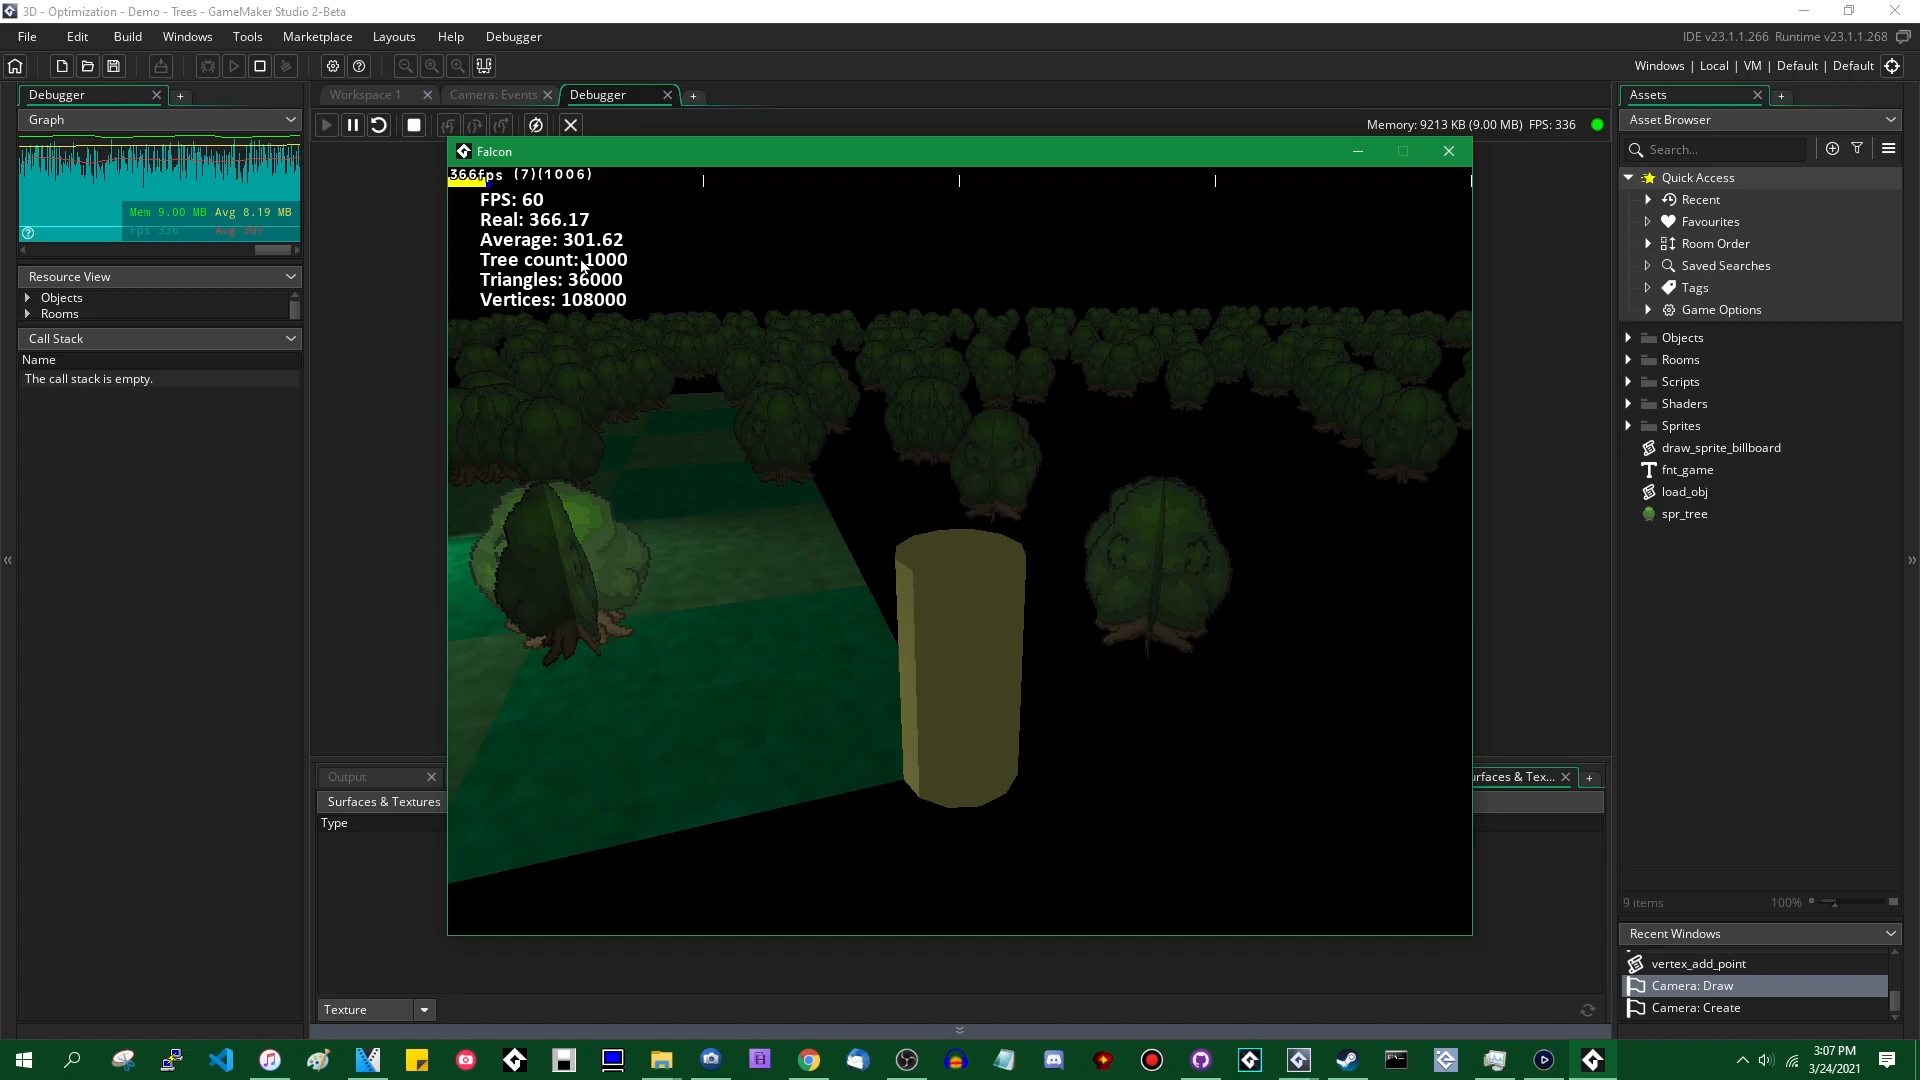 3D - Optimization - Demo - Trees - GameMaker Studio 2-Beta
File Edit Build Windows Tools Marketplace Layouts Help Debugger
IDE v23.1.1.266 Runtime v23.1.1.268
Windows | Local | VM | Default | Default
Debugger
Graph
Mem 9.00 MB Avg 8.19 MB
Fps 336 Avg 307
Resource View
Objects
Rooms
Call Stack
Name
The call stack is empty.
Workspace 1
Camera: Events
Debugger
Memory: 9213 KB (9.00 MB) FPS: 336
Falcon
366fps (7)(1006)
FPS: 60
Real: 366.17
Average: 301.62
Tree count: 1000
Triangles: 36000
Vertices: 108000
Output
Surfaces & Textures
Type
Texture
urfaces & Tex...
Assets
Asset Browser
Search...
Quick Access
Recent
Favourites
Room Order
Saved Searches
Tags
Game Options
Objects
Rooms
Scripts
Shaders
Sprites
draw_sprite_billboard
fnt_game
load_obj
spr_tree
9 items
100%
Recent Windows
vertex_add_point
Camera: Draw
Camera: Create
3:07 PM
3/24/2021